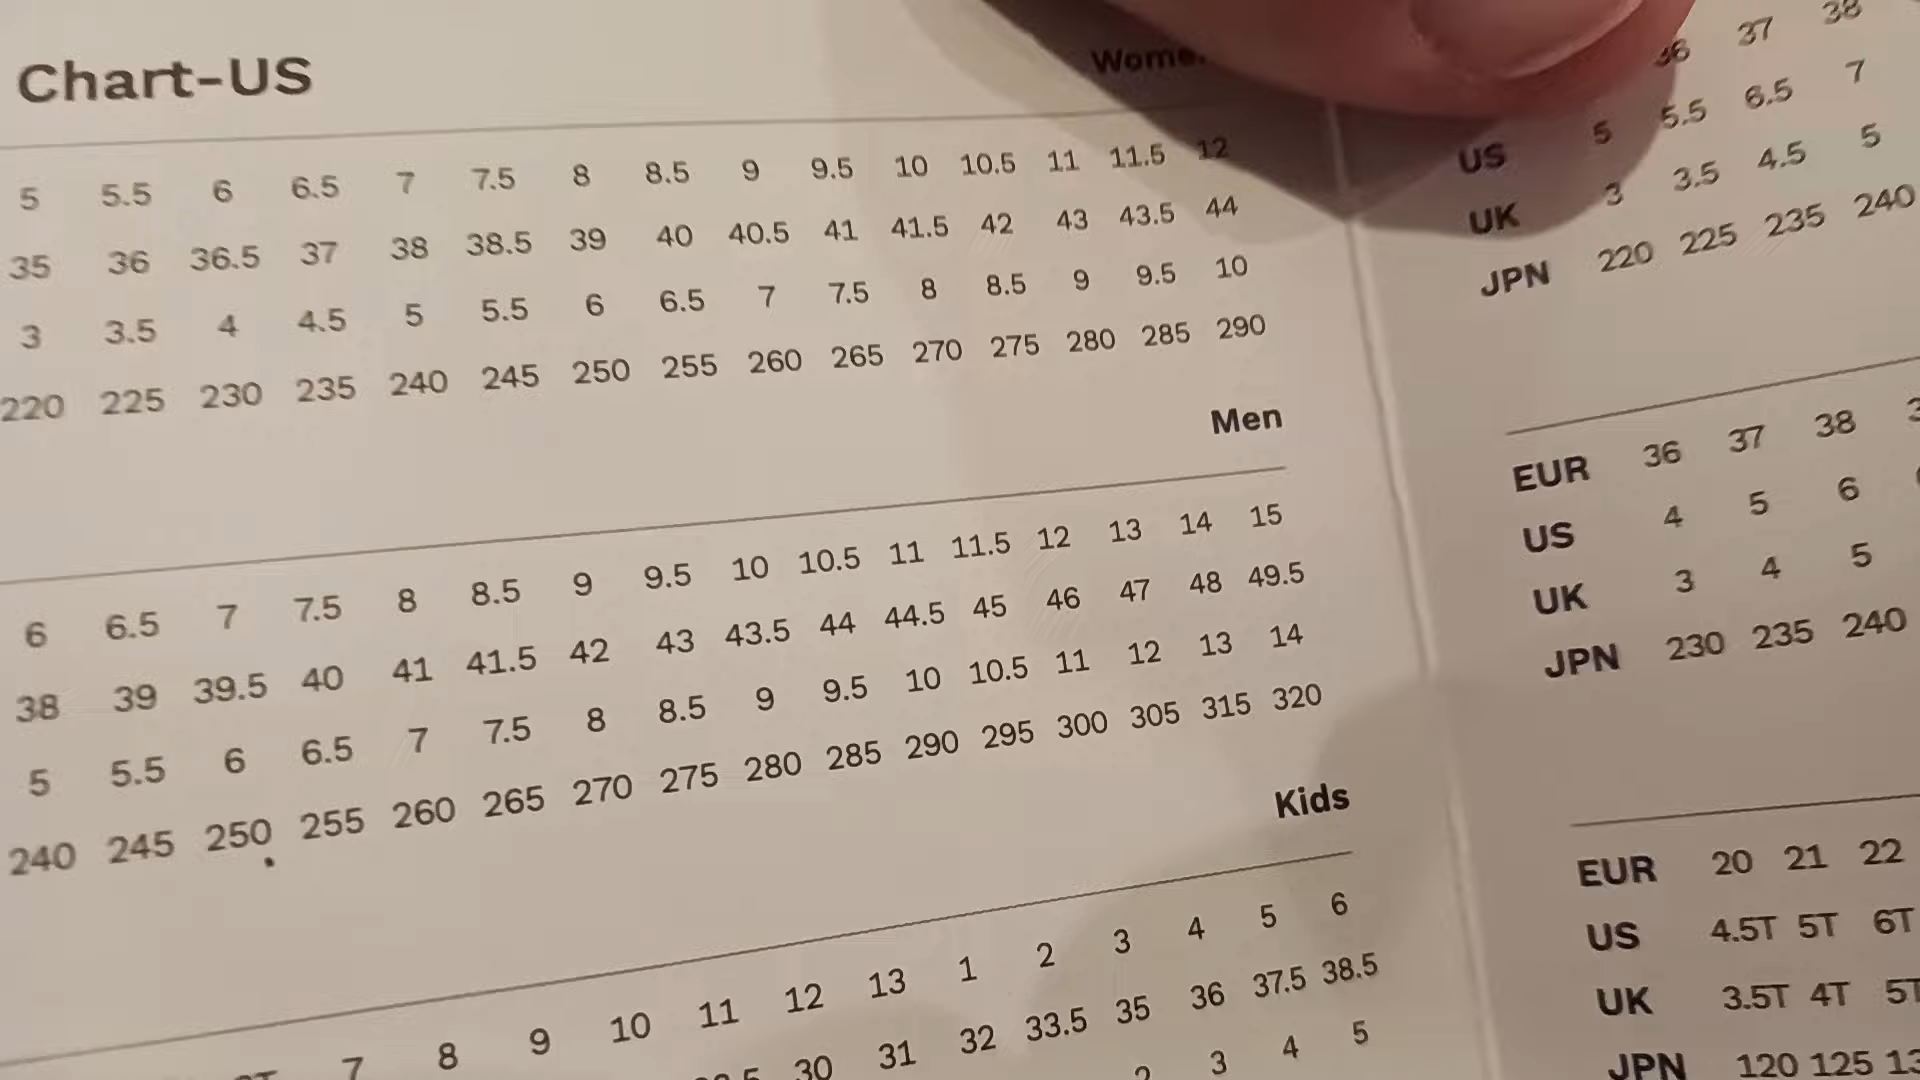 Chart-US
5 5.5 6 6.5 7 7.5 8 8.5 9 9.5 10 10.5 11 11.5 12
35 36 36.5 37 38 38.5 39 40 40.5 41 41.5 42 43 43.5 44
3 3.5 4 4.5 5 5.5 6 6.5 7 7.5 8 8.5 9 9.5 10
220 225 230 235 240 245 250 255 260 265 270 275 280 285 290
Men
6 6.5 7 7.5 8 8.5 9 9.5 10 10.5 11 11.5 12 13 14 15
38 39 39.5 40 41 41.5 42 43 43.5 44 44.5 45 46 47 48 49.5
5 5.5 6 6.5 7 7.5 8 8.5 9 9.5 10 10.5 11 12 13 14
240 245 250 255 260 265 270 275 280 285 290 295 300 305 315 320
Kids
7 8 9 10 11 12 13 1 2 3 4 5 6
30 31 32 33.5 35 36 37.5 38.5
2 3 4 5
36 37 38
US 5 5.5 6.5 7
UK 3 3.5 4.5 5
JPN 220 225 235 240
EUR 36 37 38
US 4 5 6
UK 3 4 5
JPN 230 235 240
EUR 20 21 22
US 4.5T 5T 6T
UK 3.5T 4T 5T
JPN 120 125